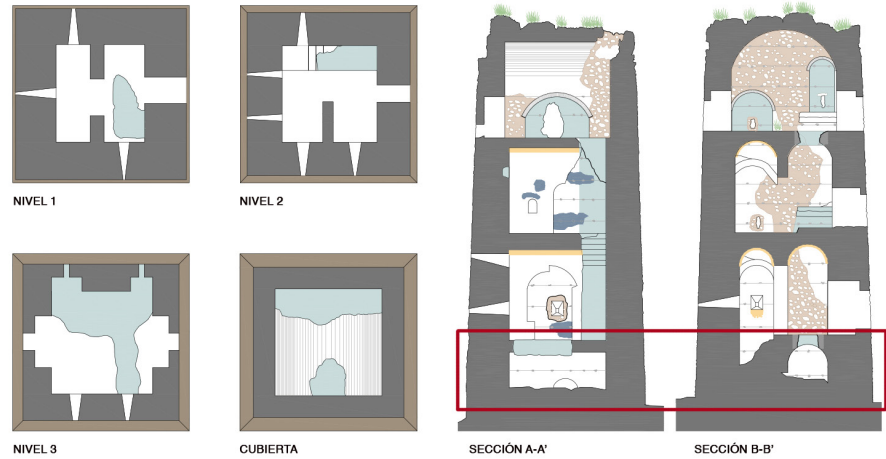 NIVEL 1
NIVEL 2
NIVEL 3
CUBIERTA
SECCIÓN A-A'
SECCIÓN B-B'